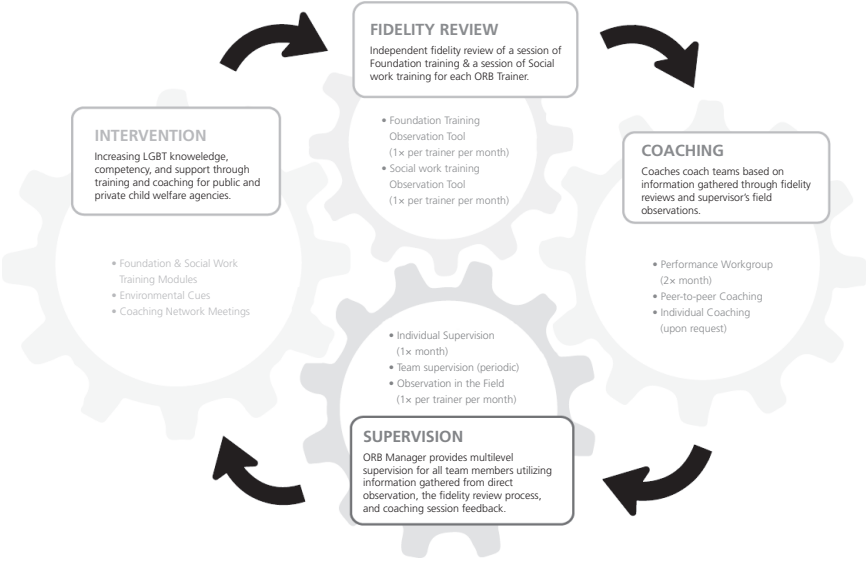 FIDELITY REVIEW
Independent fidelity review of a session of
Foundation training & a session of Social
work training for each ORB Trainer.
• Foundation Training
Observation Tool
(1× per trainer per month)
• Social work training
Observation Tool
(1× per trainer per month)
INTERVENTION
Increasing LGBT knoweledge,
competency, and support through
training and coaching for public and
private child welfare agencies.
• Foundation & Social Work
Training Modules
• Environmental Cues
• Coaching Network Meetings
COACHING
Coaches coach teams based on
information gathered through fidelity
reviews and supervisor's field
observations.
• Performance Workgroup
(2× month)
• Peer-to-peer Coaching
• Individual Coaching
(upon request)
• Individual Supervision
(1× month)
• Team supervision (periodic)
• Observation in the Field
(1× per trainer per month)
SUPERVISION
ORB Manager provides multilevel
supervision for all team members utilizing
information gathered from direct
observation, the fidelity review process,
and coaching session feedback.